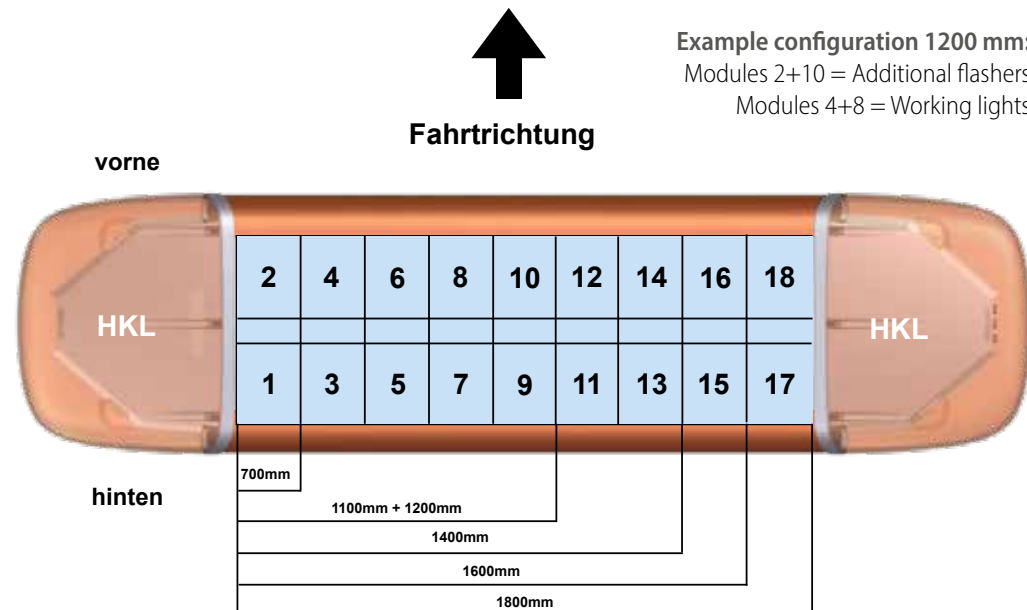 Example configuration 1200 mm:
Modules 2+10 = Additional flashers
Modules 4+8 = Working lights
Fahrtrichtung
vorne
2 4 6 8 10 12 14 16 18
HKL HKL
1 3 5 7 9 11 13 15 17
700mm
hinten
1100mm + 1200mm
1400mm
1600mm
1800mm